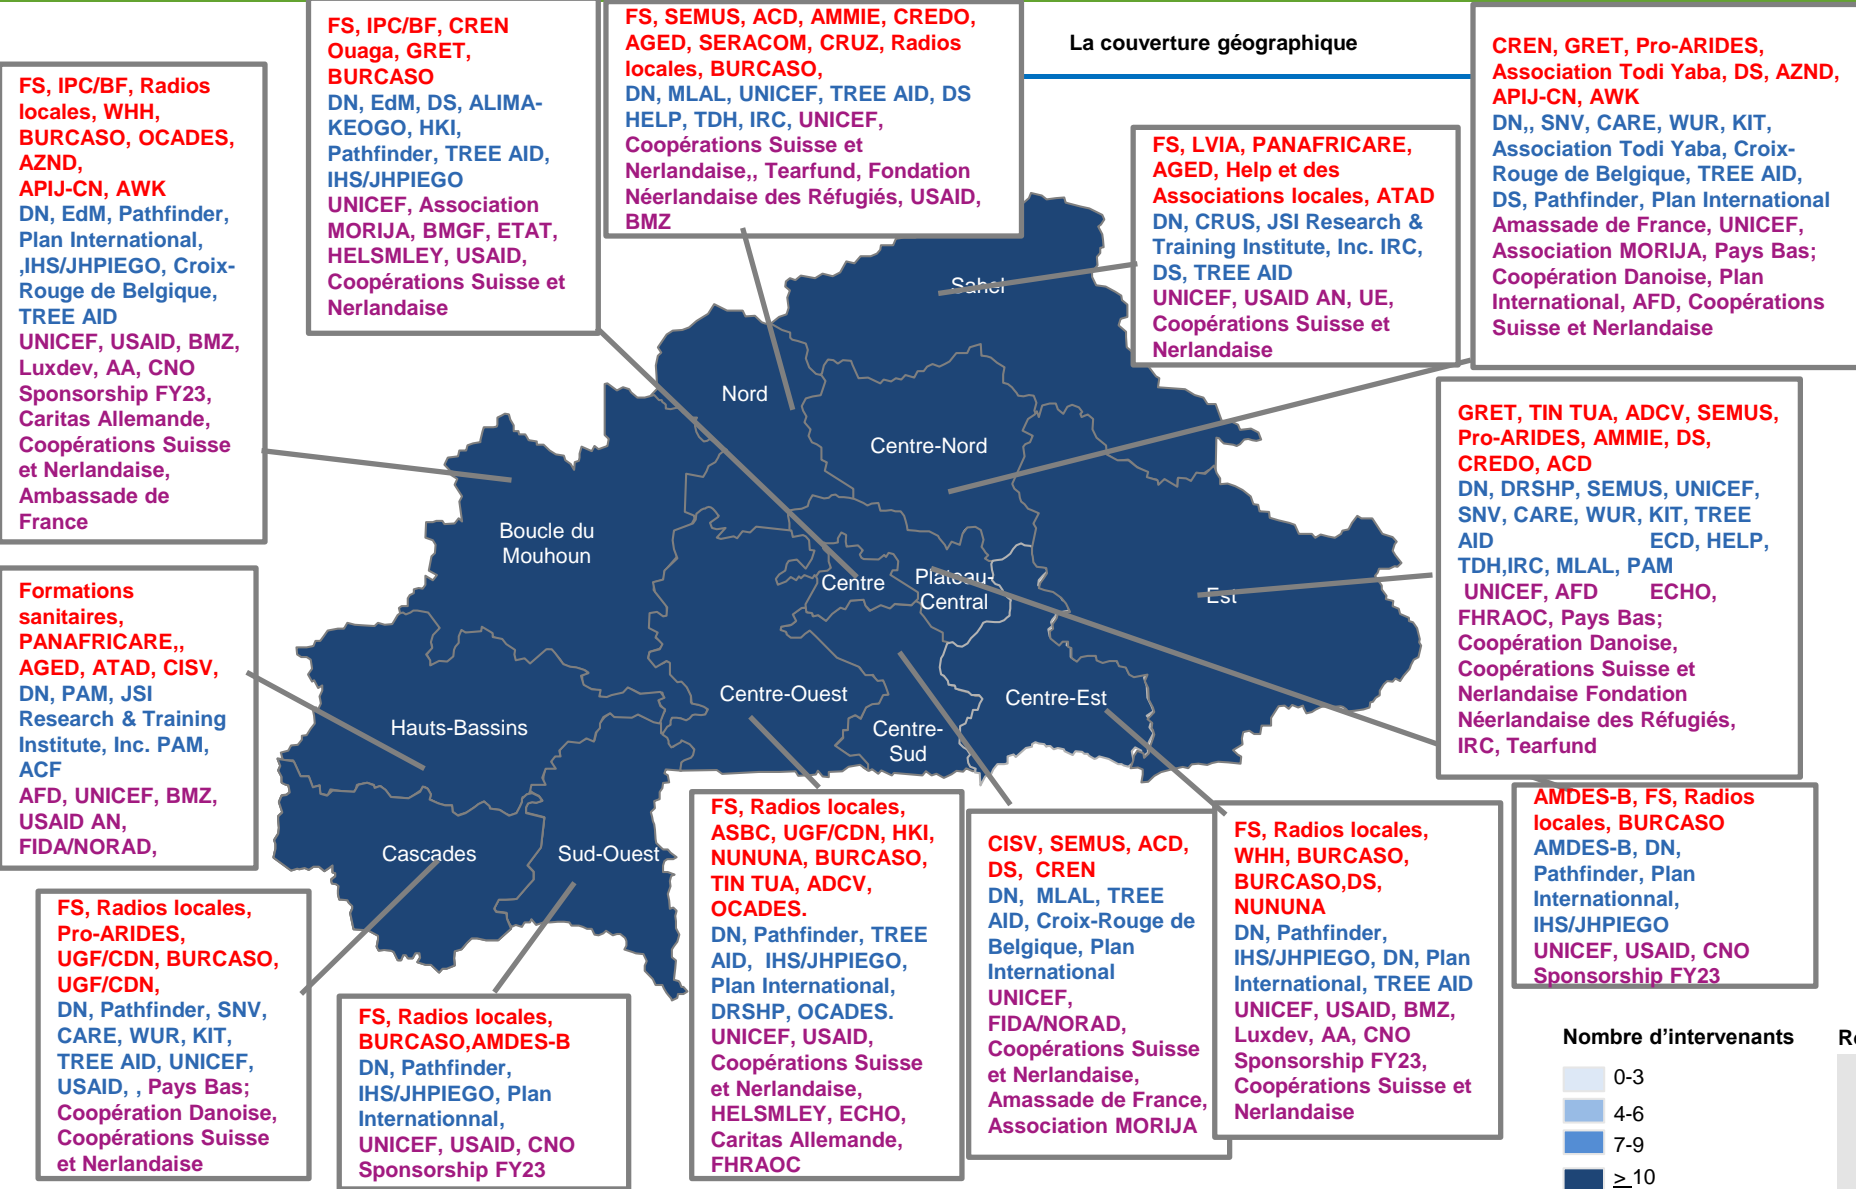 La couverture géographique
FS, IPC/BF, Radios
locales, WHH,
BURCASO, OCADES,
AZND,
APIJ-CN, AWK
DN, EdM, Pathfinder,
Plan International,
,IHS/JHPIEGO, Croix-
Rouge de Belgique,
TREE AID
UNICEF, USAID, BMZ,
Luxdev, AA, CNO
Sponsorship FY23,
Caritas Allemande,
Coopérations Suisse
et Nerlandaise,
Ambassade de
France
FS, IPC/BF, CREN
Ouaga, GRET,
BURCASO
DN, EdM, DS, ALIMA-
KEOGO, HKI,
Pathfinder, TREE AID,
IHS/JHPIEGO
UNICEF, Association
MORIJA, BMGF, ETAT,
HELSMLEY, USAID,
Coopérations Suisse et
Nerlandaise
FS, SEMUS, ACD, AMMIE, CREDO,
AGED, SERACOM, CRUZ, Radios
locales, BURCASO,
DN, MLAL, UNICEF, TREE AID, DS
HELP, TDH, IRC, UNICEF,
Coopérations Suisse et
Nerlandaise,, Tearfund, Fondation
Néerlandaise des Réfugiés, USAID,
BMZ
FS, LVIA, PANAFRICARE,
AGED, Help et des
Associations locales, ATAD
DN, CRUS, JSI Research &
Training Institute, Inc. IRC,
DS, TREE AID
UNICEF, USAID AN, UE,
Coopérations Suisse et
Nerlandaise
CREN, GRET, Pro-ARIDES,
Association Todi Yaba, DS, AZND,
APIJ-CN, AWK
DN,, SNV, CARE, WUR, KIT,
Association Todi Yaba, Croix-
Rouge de Belgique, TREE AID,
DS, Pathfinder, Plan International
Amassade de France, UNICEF,
Association MORIJA, Pays Bas;
Coopération Danoise, Plan
International, AFD, Coopérations
Suisse et Nerlandaise
GRET, TIN TUA, ADCV, SEMUS,
Pro-ARIDES, AMMIE, DS,
CREDO, ACD
DN, DRSHP, SEMUS, UNICEF,
SNV, CARE, WUR, KIT, TREE
AID ECD, HELP,
TDH,IRC, MLAL, PAM
UNICEF, AFD ECHO,
FHRAOC, Pays Bas;
Coopération Danoise,
Coopérations Suisse et
Nerlandaise Fondation
Néerlandaise des Réfugiés,
IRC, Tearfund
Sahel
Nord
Centre-Nord
Boucle du
Mouhoun
Centre
Plateau-
Central
Est
Centre-Ouest
Centre-Est
Hauts-Bassins
Centre-
Sud
Cascades
Sud-Ouest
Formations
sanitaires,
PANAFRICARE,,
AGED, ATAD, CISV,
DN, PAM, JSI
Research & Training
Institute, Inc. PAM,
ACF
AFD, UNICEF, BMZ,
USAID AN,
FIDA/NORAD,
FS, Radios locales,
Pro-ARIDES,
UGF/CDN, BURCASO,
UGF/CDN,
DN, Pathfinder, SNV,
CARE, WUR, KIT,
TREE AID, UNICEF,
USAID, , Pays Bas;
Coopération Danoise,
Coopérations Suisse
et Nerlandaise
FS, Radios locales,
BURCASO,AMDES-B
DN, Pathfinder,
IHS/JHPIEGO, Plan
Internationnal,
UNICEF, USAID, CNO
Sponsorship FY23
FS, Radios locales,
ASBC, UGF/CDN, HKI,
NUNUNA, BURCASO,
TIN TUA, ADCV,
OCADES.
DN, Pathfinder, TREE
AID, IHS/JHPIEGO,
Plan International,
DRSHP, OCADES.
UNICEF, USAID,
Coopérations Suisse
et Nerlandaise,
HELSMLEY, ECHO,
Caritas Allemande,
FHRAOC
CISV, SEMUS, ACD,
DS, CREN
DN, MLAL, TREE
AID, Croix-Rouge de
Belgique, Plan
International
UNICEF,
FIDA/NORAD,
Coopérations Suisse
et Nerlandaise,
Amassade de France,
Association MORIJA
FS, Radios locales,
WHH, BURCASO,
BURCASO,DS,
NUNUNA
DN, Pathfinder,
IHS/JHPIEGO, DN, Plan
International, TREE AID
UNICEF, USAID, BMZ,
Luxdev, AA, CNO
Sponsorship FY23,
Coopérations Suisse et
Nerlandaise
AMDES-B, FS, Radios
locales, BURCASO
AMDES-B, DN,
Pathfinder, Plan
Internationnal,
IHS/JHPIEGO
UNICEF, USAID, CNO
Sponsorship FY23
Nombre d’intervenants
0-3
4-6
7-9
≥ 10